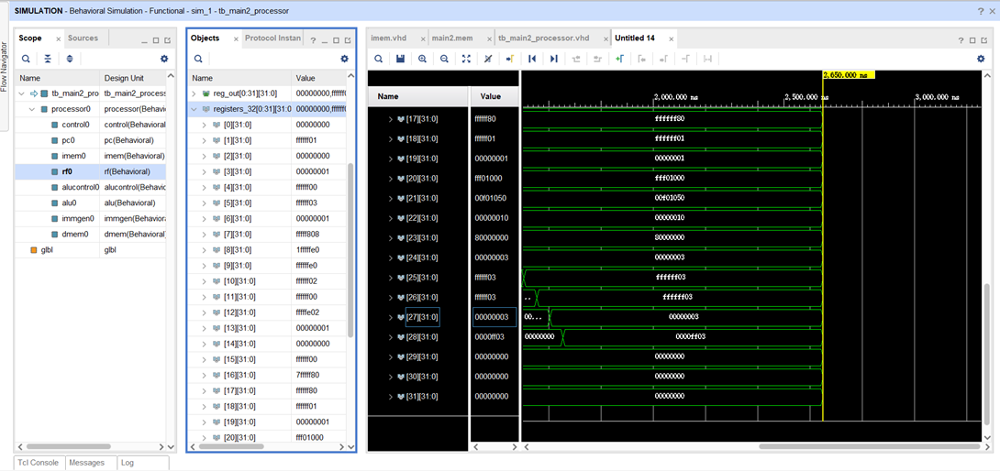 SIMULATION - Behavioral Simulation - Functional - sim_1 - tb_main2_processor
Flow Navigator
Scope
Sources
Name
Design Unit
tb_main2_pro
tb_main2_process
processor0
processor(Behavioral)
control0
control(Behavioral)
pc0
pc(Behavioral)
imem0
imem(Behavioral)
rf0
rf(Behavioral)
alucontrol0
alucontrol(Behavioral)
alu0
alu(Behavioral)
immgen0
immgen(Behavioral)
dmem0
dmem(Behavioral)
glbl
glbl
Objects
Protocol Instan
Name
Value
reg_out[0:31][31:0]
00000000,ffffff0
registers_32[0:31][31:0]
00000000,ffffff0
[0][31:0]
00000000
[1][31:0]
ffffff01
[2][31:0]
00000000
[3][31:0]
00000001
[4][31:0]
ffffff00
[5][31:0]
ffffff03
[6][31:0]
00000001
[7][31:0]
fffff808
[8][31:0]
1fffffe0
[9][31:0]
ffffffe0
[10][31:0]
ffffff02
[11][31:0]
ffffff00
[12][31:0]
fffffe02
[13][31:0]
00000001
[14][31:0]
00000000
[15][31:0]
ffffff00
[16][31:0]
7fffff80
[17][31:0]
ffffff80
[18][31:0]
ffffff01
[19][31:0]
00000001
[20][31:0]
fff01000
imem.vhd
main2.mem
tb_main2_processor.vhd
Untitled 14
Name
Value
2,650.000 ns
2,000.000 ns
2,500.000 ns
3,000.000 ns
[17][31:0] ffffff80 ffffff80
[18][31:0] ffffff01 ffffff01
[19][31:0] 00000001 00000001
[20][31:0] fff01000 fff01000
[21][31:0] 00f01050 00f01050
[22][31:0] 00000010 00000010
[23][31:0] 80000000 80000000
[24][31:0] 00000003 00000003
[25][31:0] ffffff03 ffffff03
[26][31:0] ffffff03 .. ffffff03
[27][31:0] 00000003 00... 00000003
[28][31:0] 0000ff03 00000000 0000ff03
[29][31:0] 00000000 00000000
[30][31:0] 00000000 00000000
[31][31:0] 00000000 00000000
Tcl Console
Messages
Log